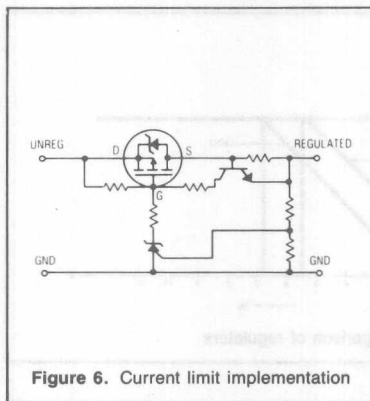 UNREG
D
S
REGULATED
G
GND
GND
Figure 6. Current limit implementation